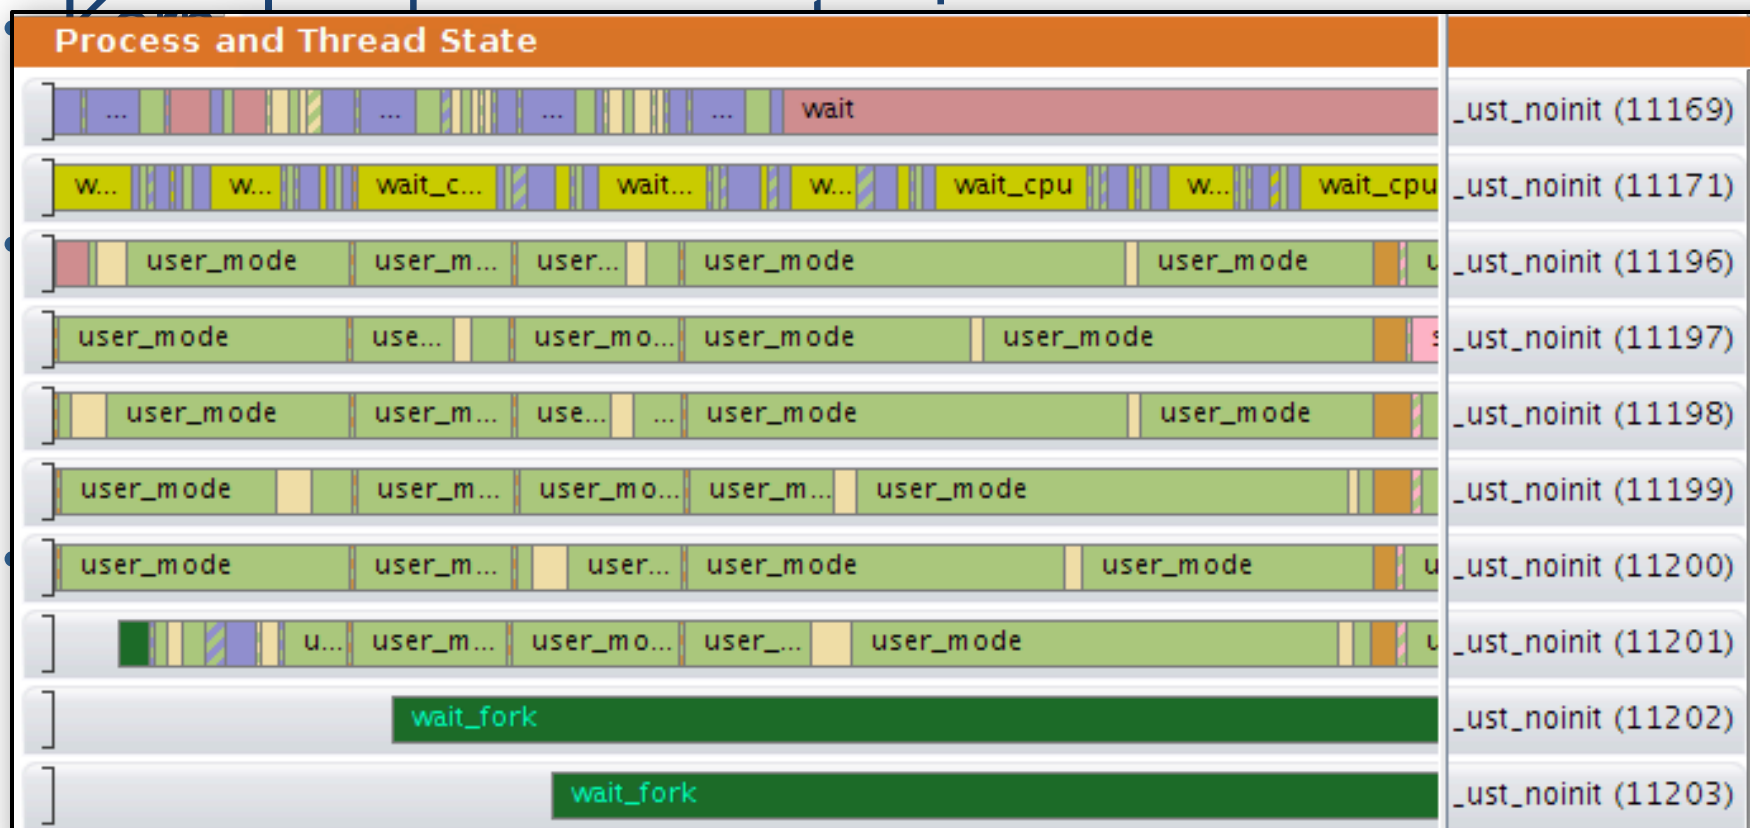 Process and Thread State
... ... ... ... wait _ust_noinit (11169)
w... w... wait_c... wait... w... wait_cpu w... wait_cpu _ust_noinit (11171)
user_mode user_m... user... user_mode user_mode u _ust_noinit (11196)
user_mode use... user_mo... user_mode user_mode s _ust_noinit (11197)
user_mode user_m... use... ... user_mode user_mode _ust_noinit (11198)
user_mode user_m... user_mo... user_m... user_mode _ust_noinit (11199)
user_mode user_m... user... user_mode user_mode u _ust_noinit (11200)
u... user_m... user_mo... user_... user_mode u _ust_noinit (11201)
wait_fork _ust_noinit (11202)
wait_fork _ust_noinit (11203)